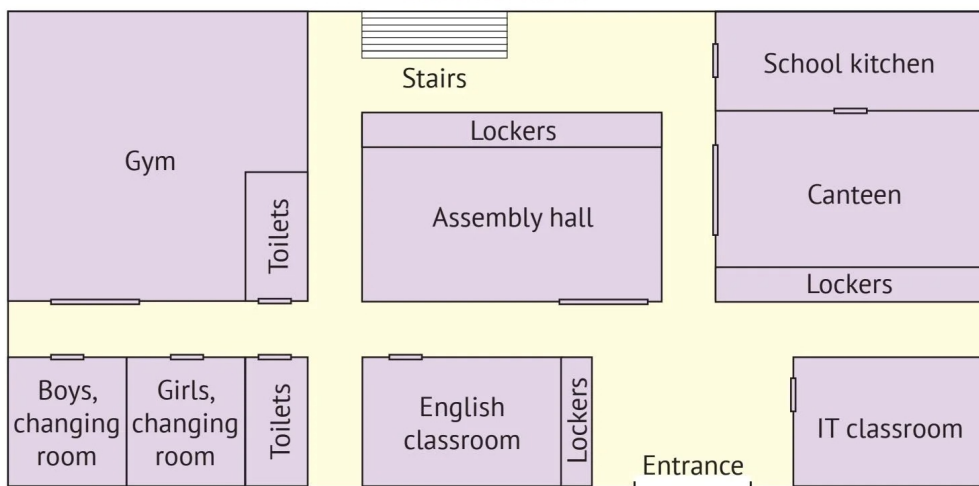 School kitchen
Stairs
Lockers
Gym
Canteen
Toilets
Assembly hall
Lockers
Boys,
changing
room
Girls,
changing
room
Toilets
English
classroom
Lockers
IT classroom
Entrance